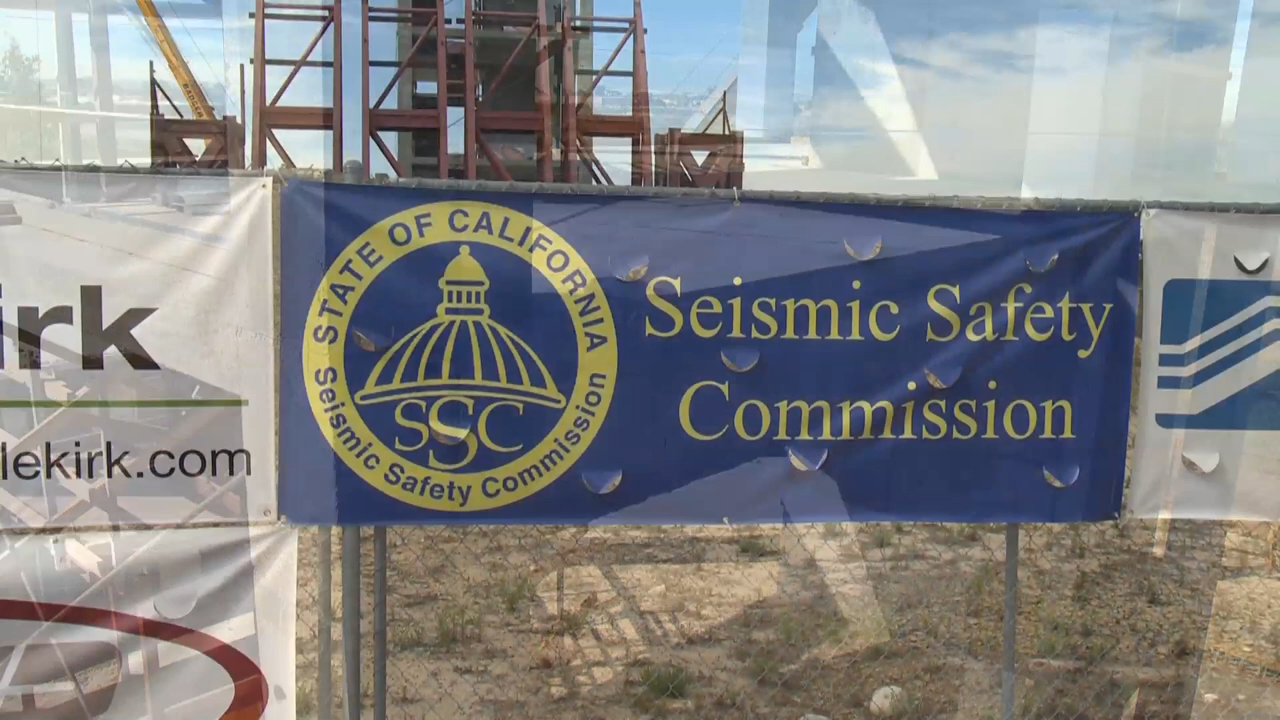 STATE OF CALIFORNIA
SSC
Seismic Safety Commission
Seismic Safety
Commission
irk
lekirk.com